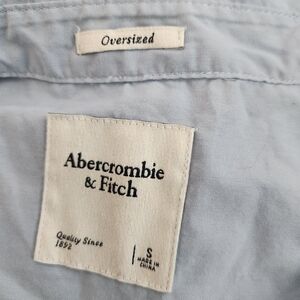 Oversized
Abercrombie
& Fitch
Quality Since
1892
S
MADE IN
CHINA